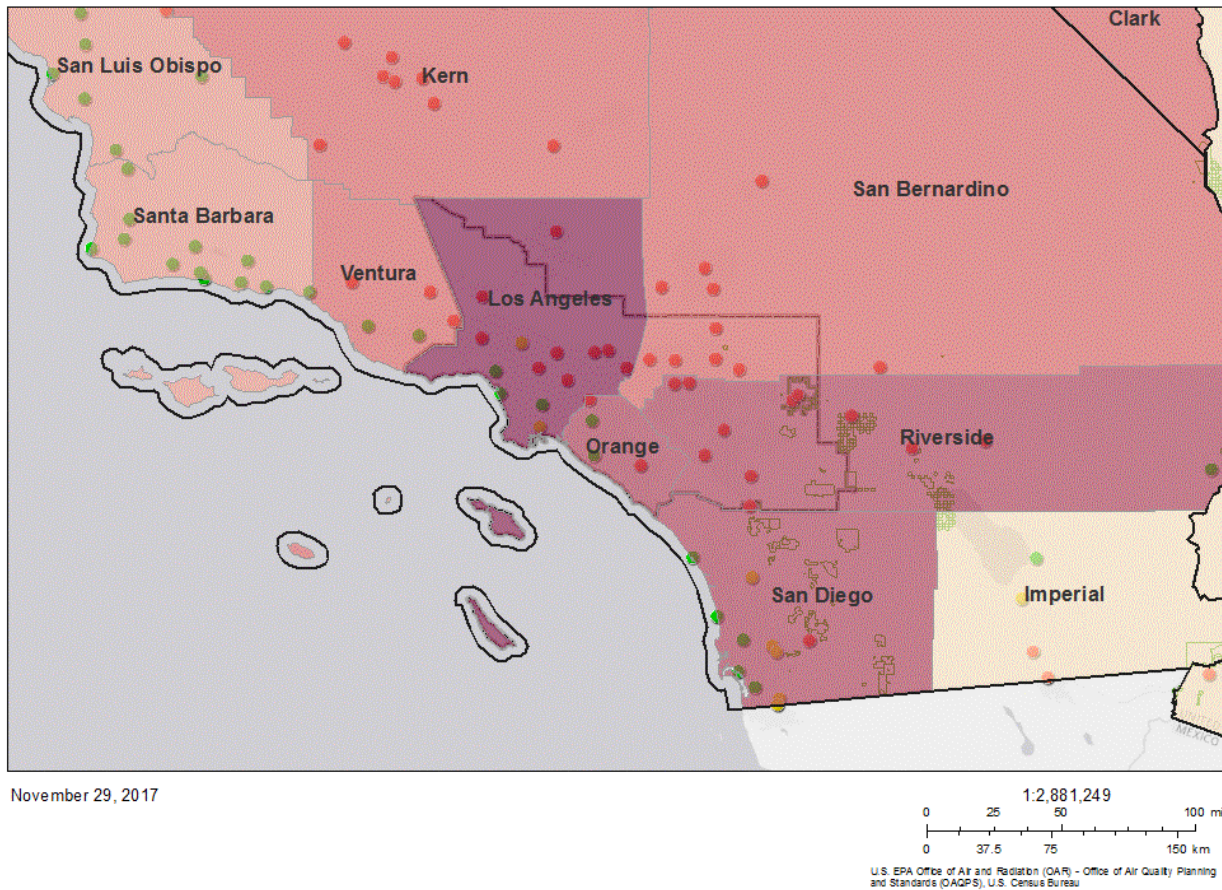 Clark
San Luis Obispo
Kern
San Bernardino
Santa Barbara
Ventura
Los Angeles
Orange
Riverside
San Diego
Imperial
UNITED
MEXICO
November 29, 2017
1:2,881,249
0 25 50 100 mi
0 37.5 75 150 km
U.S. EPA Office of Air and Radiation (OAR) - Office of Air Quality Planning
and Standards (OAQPS), U.S. Census Bureau